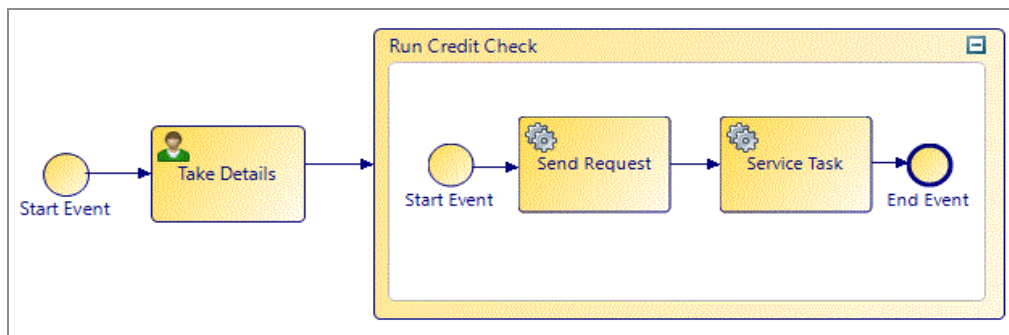 Run Credit Check
Take Details
Send Request
Service Task
Start Event
Start Event
End Event